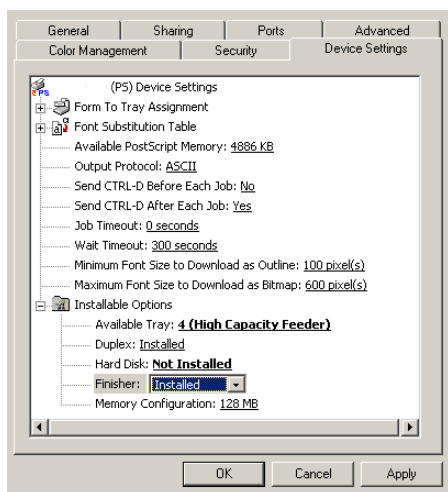 General Sharing Ports Advanced
Color Management Security Device Settings
PS (PS) Device Settings
Form To Tray Assignment
Font Substitution Table
Available PostScript Memory: 4886 KB
Output Protocol: ASCII
Send CTRL-D Before Each Job: No
Send CTRL-D After Each Job: Yes
Job Timeout: 0 seconds
Wait Timeout: 300 seconds
Minimum Font Size to Download as Outline: 100 pixel(s)
Maximum Font Size to Download as Bitmap: 600 pixel(s)
Installable Options
Available Tray: 4 (High Capacity Feeder)
Duplex: Installed
Hard Disk: Not Installed
Finisher: Installed
Memory Configuration: 128 MB
OK Cancel Apply